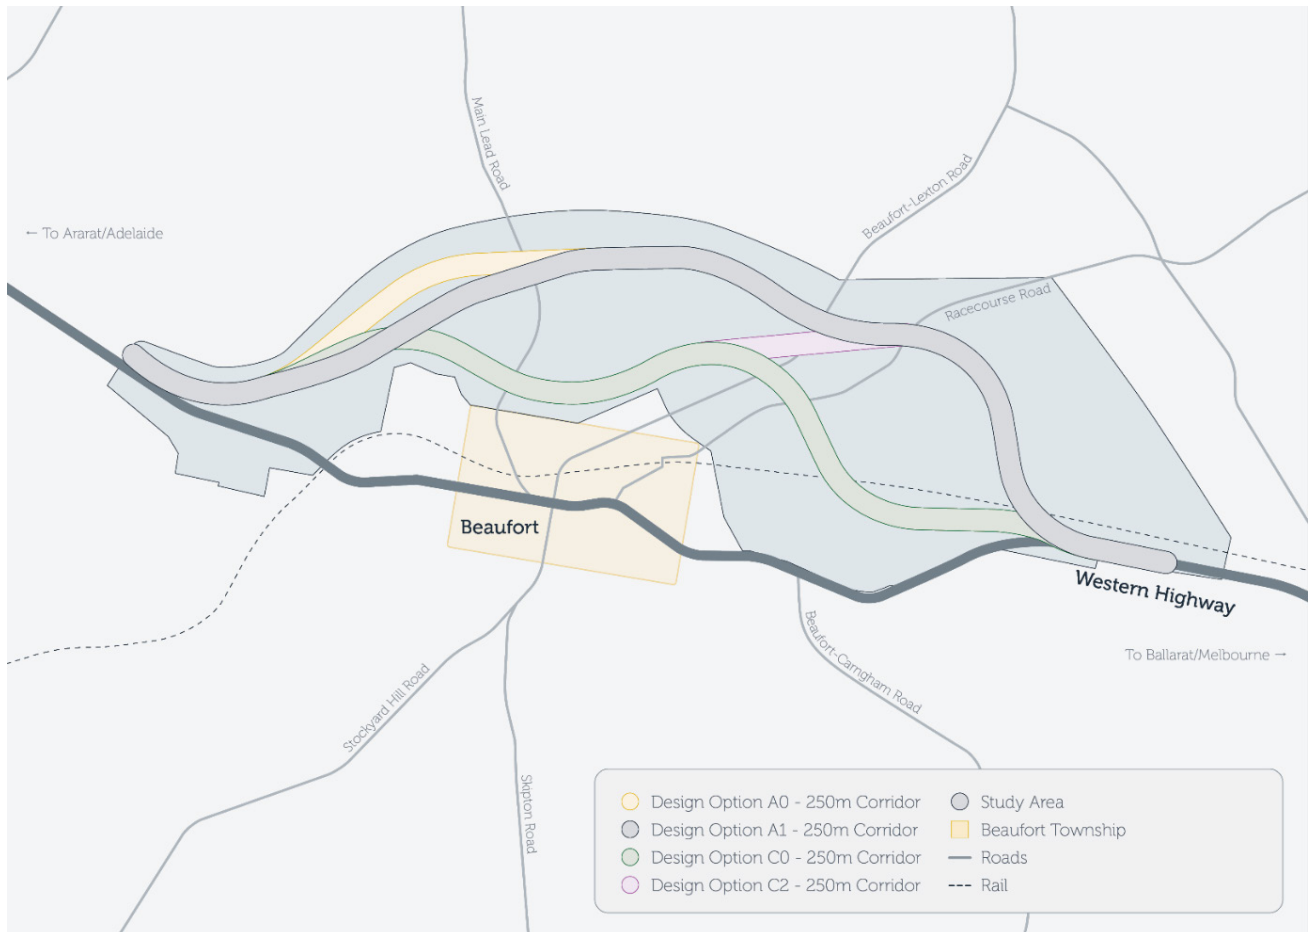 Main Lead Road
Beaufort-Lexton Road
← To Ararat/Adelaide
Racecourse Road
Beaufort
Western Highway
Beaufort-Carngham Road
To Ballarat/Melbourne →
Stockyard Hill Road
Skipton Road
Design Option A0 - 250m Corridor
Design Option A1 - 250m Corridor
Design Option C0 - 250m Corridor
Design Option C2 - 250m Corridor
Study Area
Beaufort Township
Roads
Rail